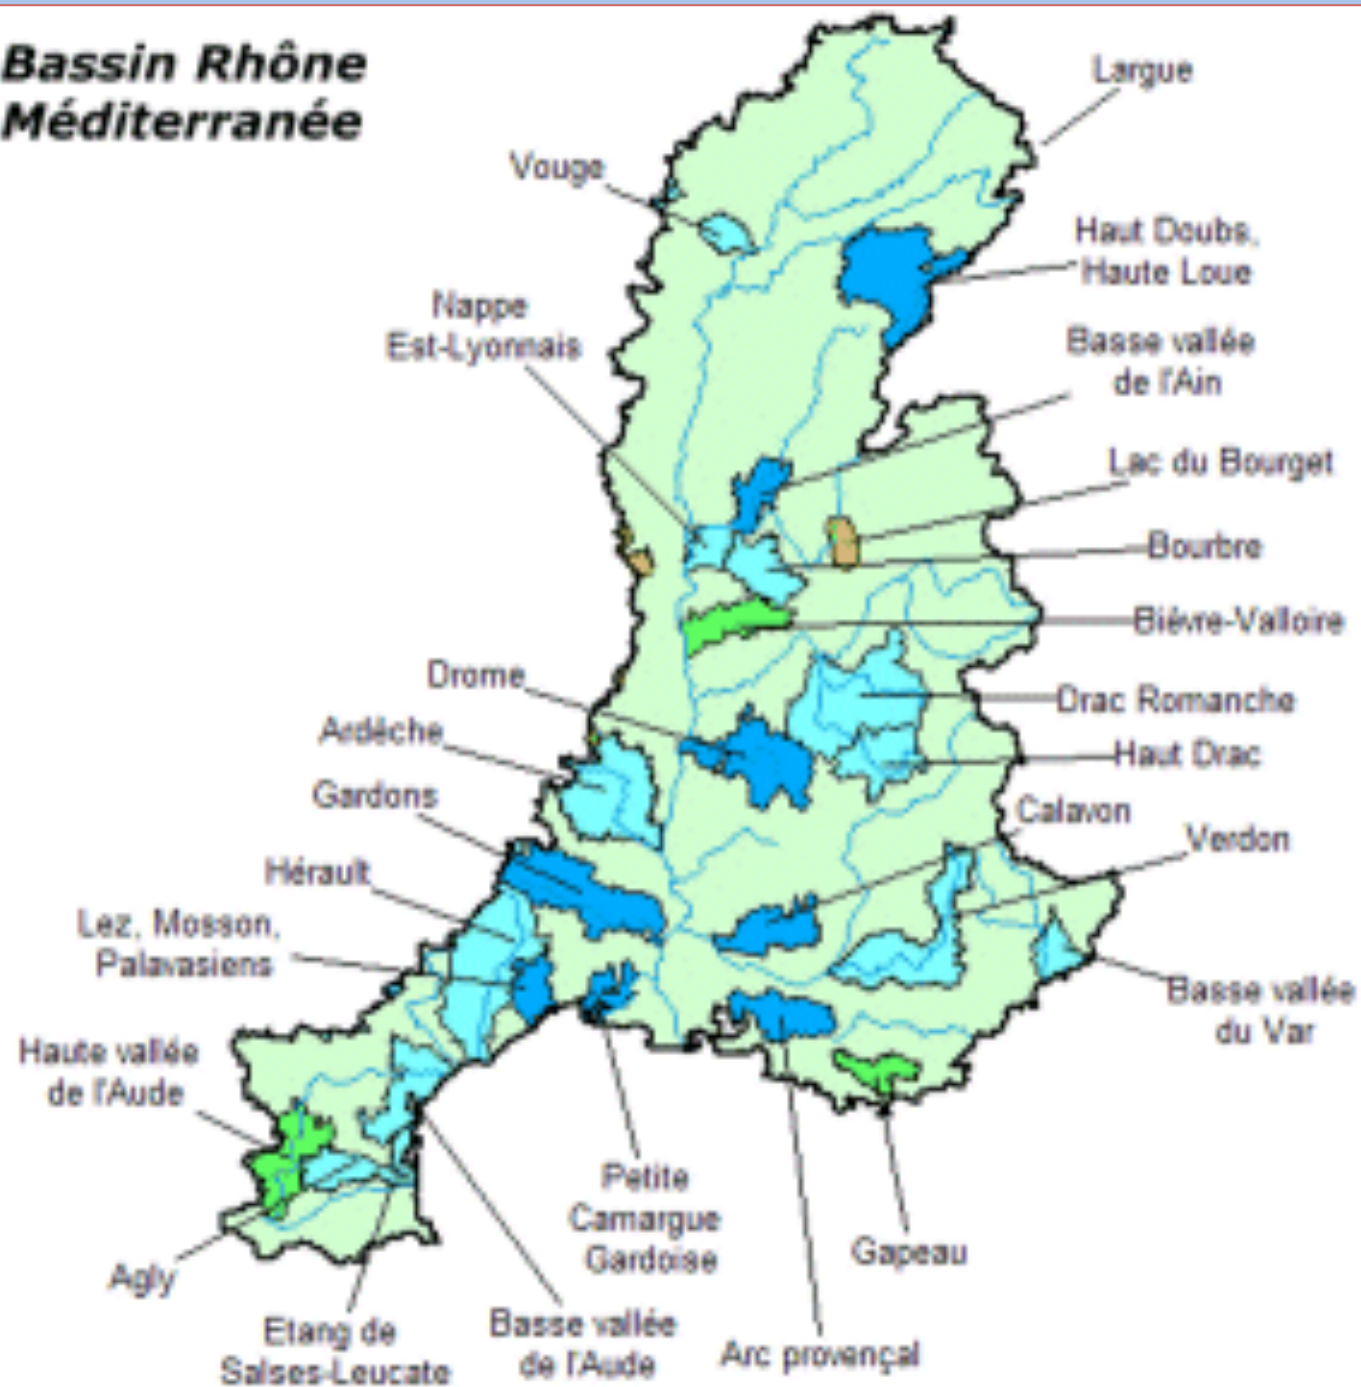 Bassin Rhône
Méditerranée
Largue
Vouge
Haut Doubs,
Haute Loue
Nappe
Est-Lyonnais
Basse vallée
de l'Ain
Lac du Bourget
Bourbre
Bièvre-Valloire
Drome
Drac Romanche
Ardèche
Haut Drac
Gardons
Calavon
Verdon
Hérault
Lez, Mosson,
Palavasiens
Basse vallée
du Var
Haute vallée
de l'Aude
Petite
Camargue
Gardoise
Gapeau
Agly
Etang de
Salses-Leucate
Basse vallée
de l'Aude
Arc provençal